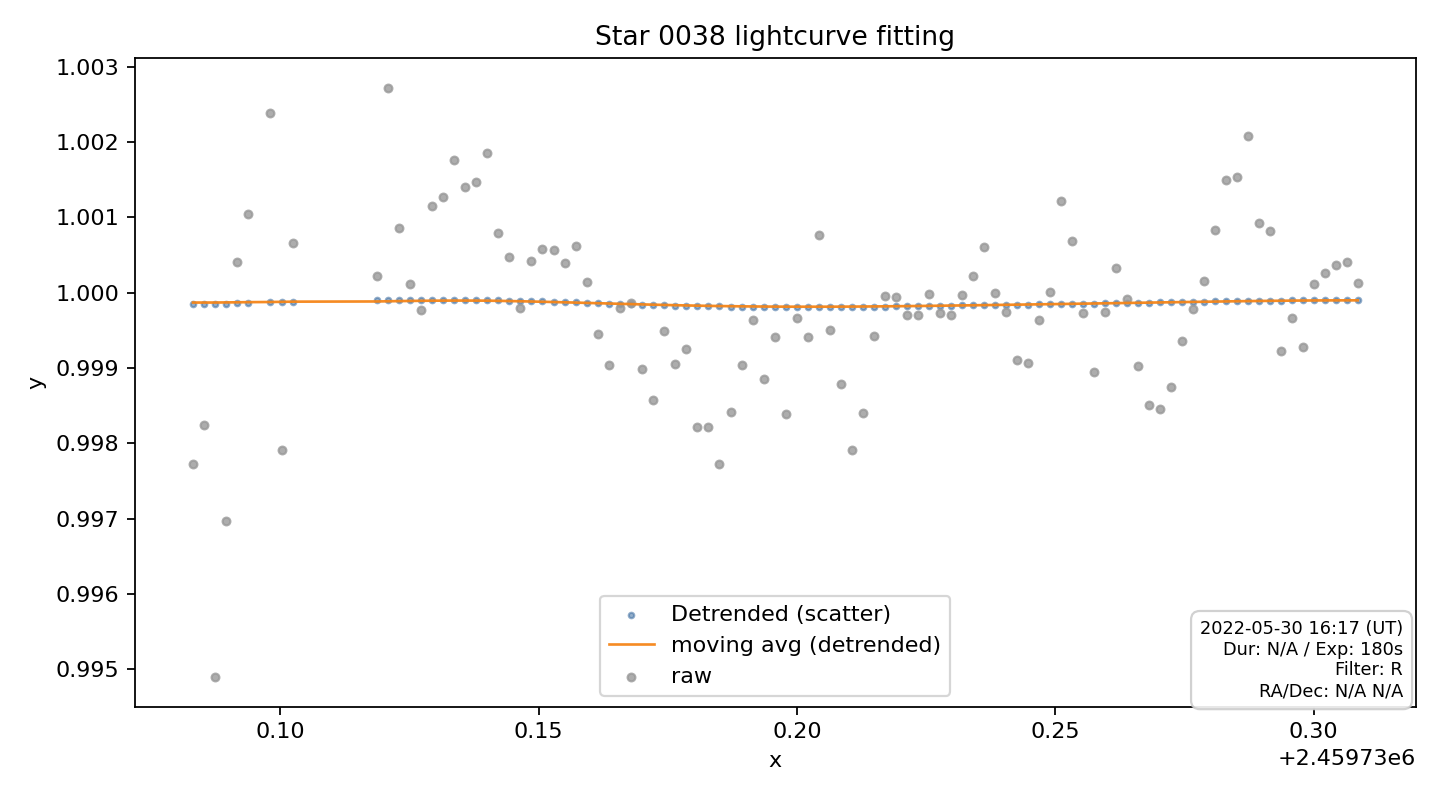 Star 0038 lightcurve fitting
1.003
1.002
1.001
1.000
0.999
0.998
0.997
0.996
0.995
y
Detrended (scatter)
moving avg (detrended)
raw
2022-05-30 16:17 (UT)
Dur: N/A / Exp: 180s
Filter: R
RA/Dec: N/A N/A
0.10 0.15 0.20 0.25 0.30
x
+2.45973e6